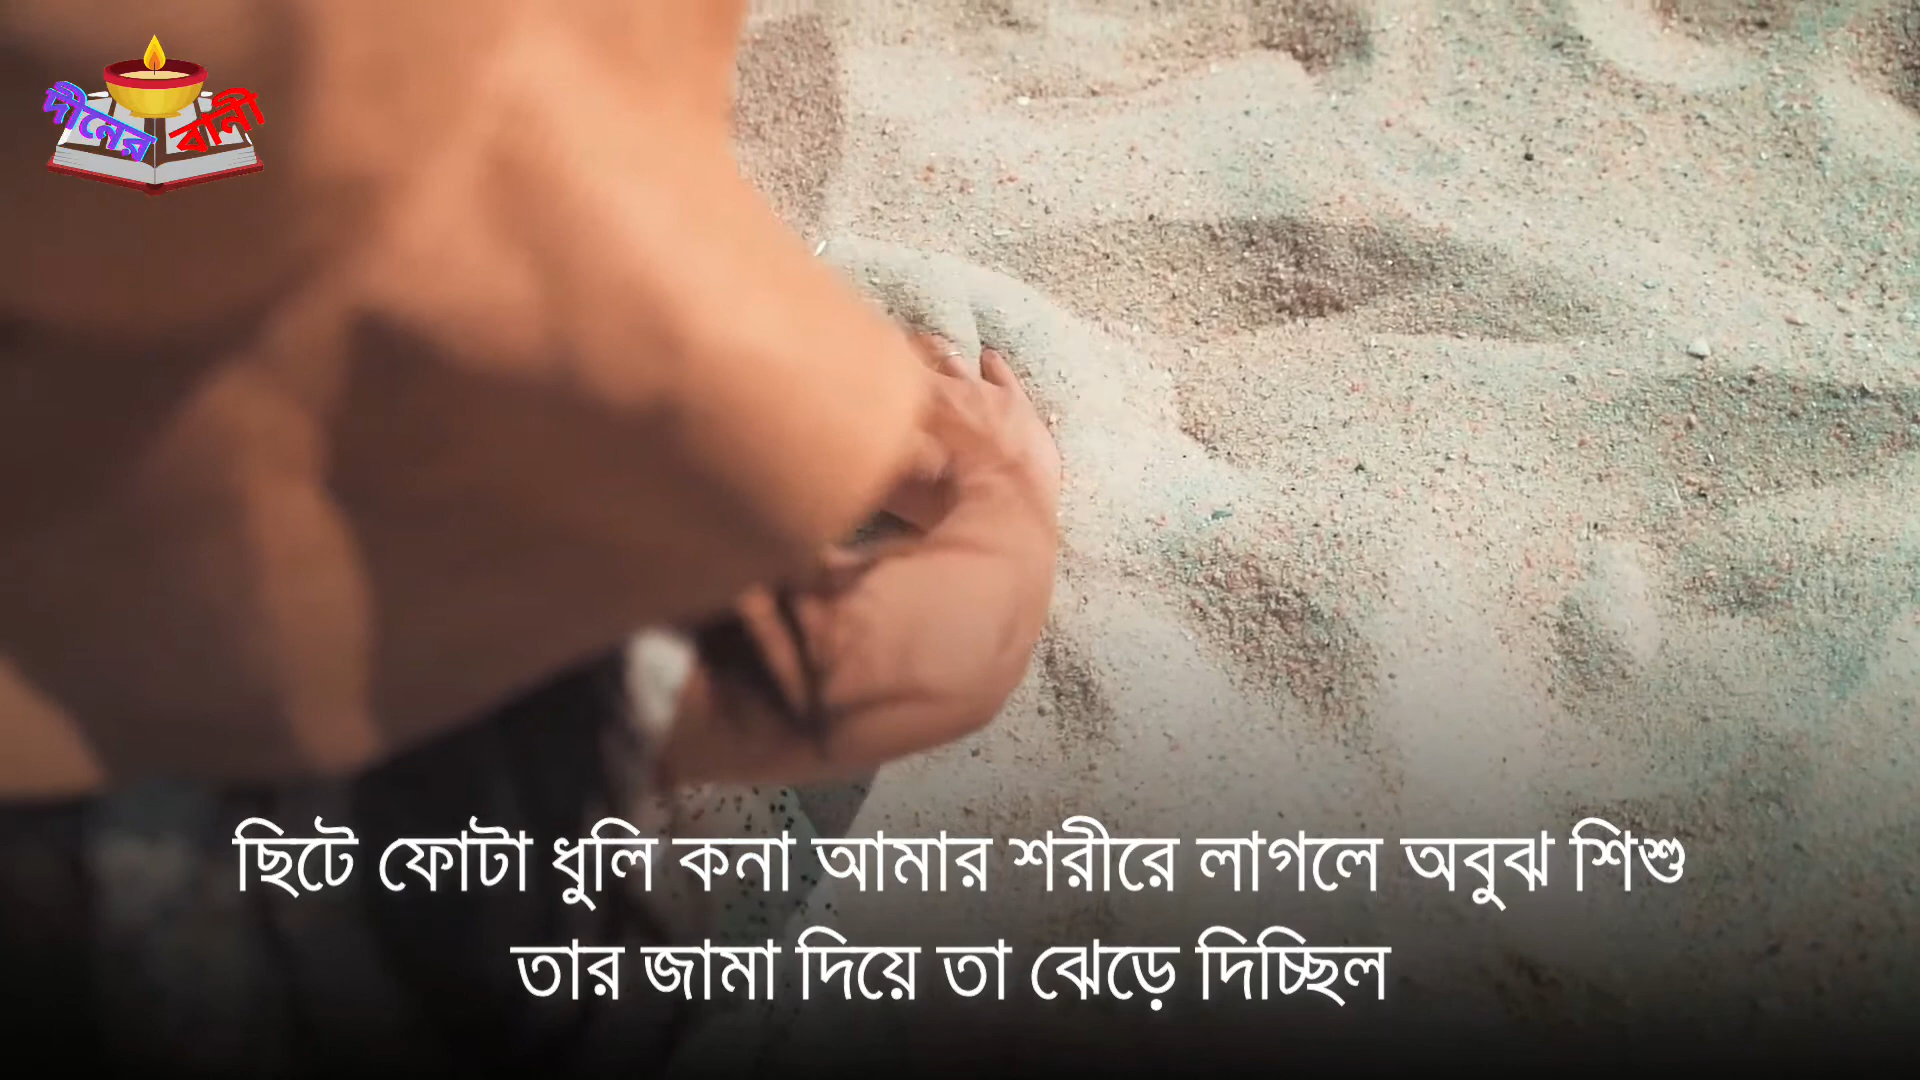 দীনের বানী
ছিটে ফোটা ধুলি কনা আমার শরীরে লাগলে অবুঝ শিশু
তার জামা দিয়ে তা ঝেড়ে দিচ্ছিল